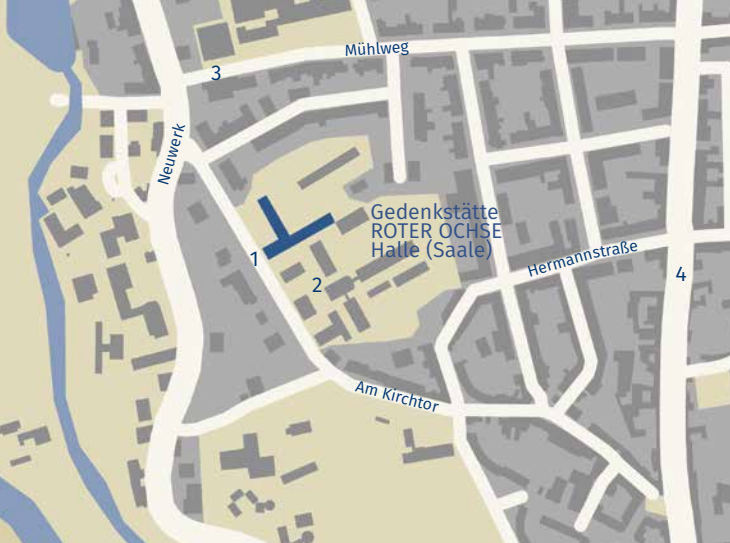 Mühlweg
3
Neuwerk
Gedenkstätte
ROTER OCHSE
Halle (Saale)
1
2
Hermannstraße
4
Am Kirchtor